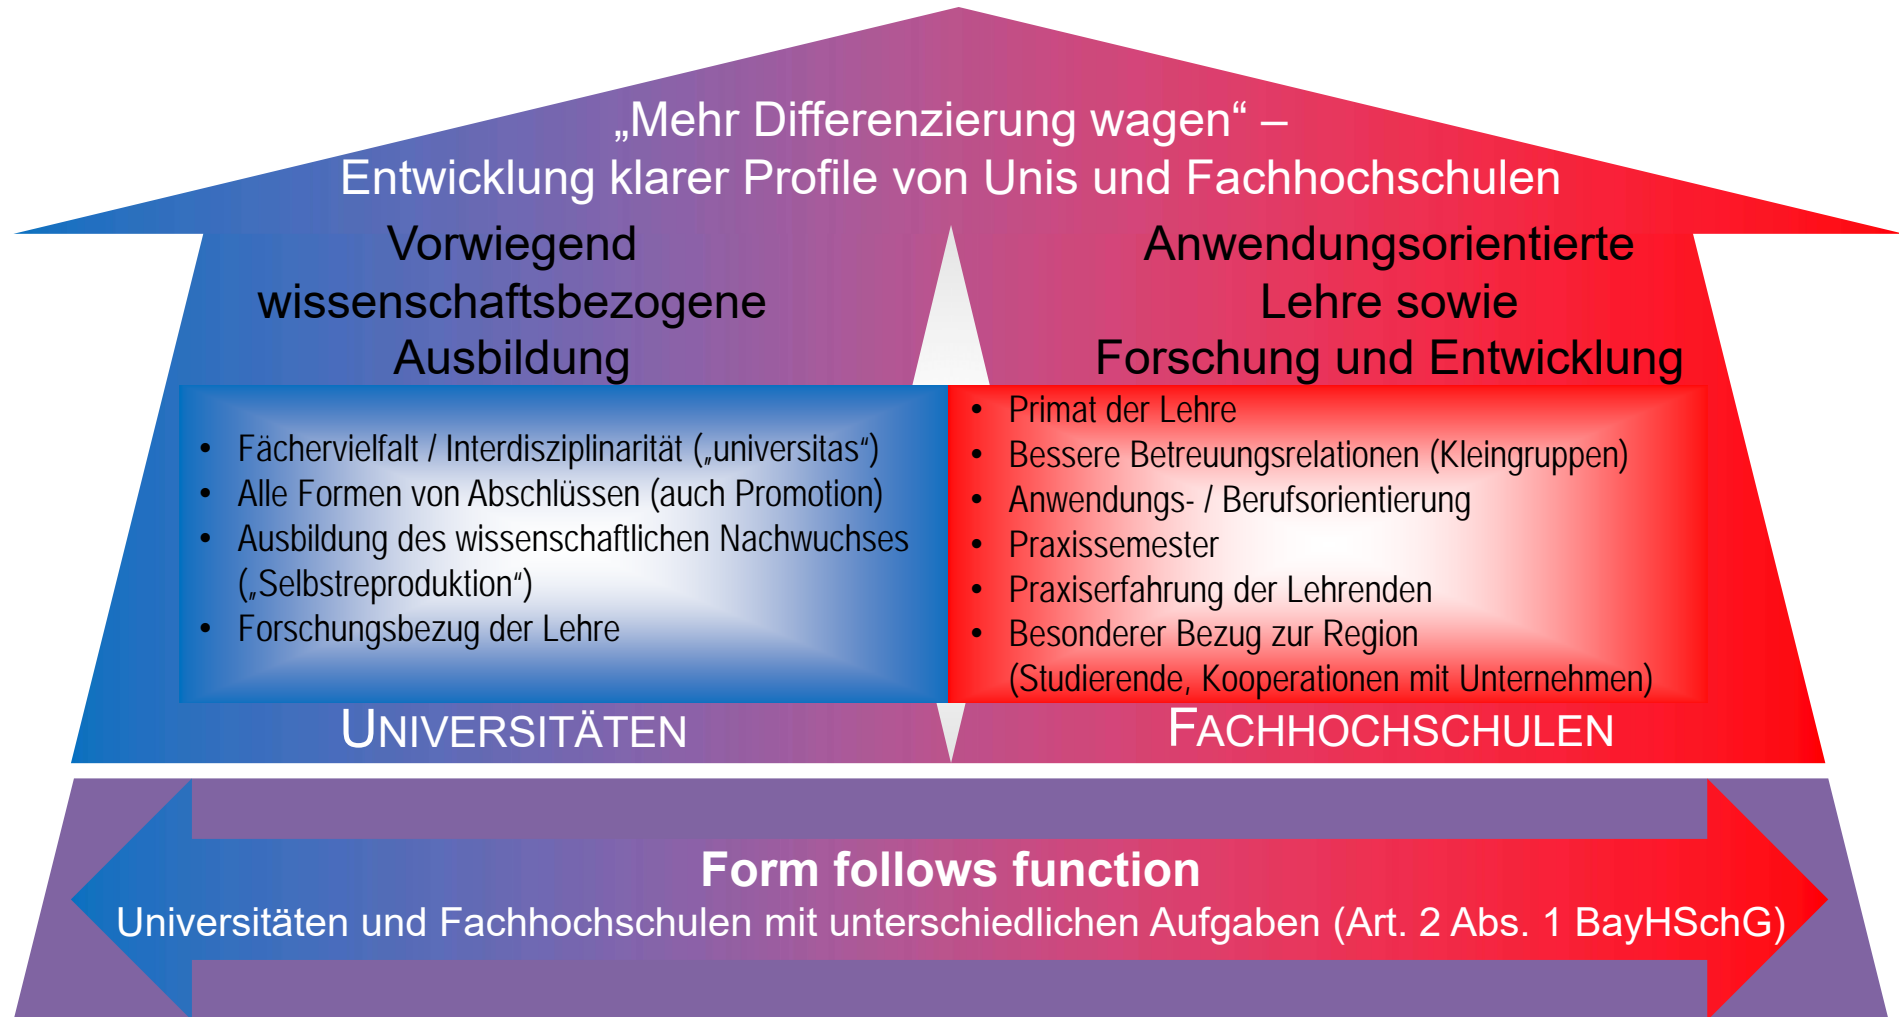 „Mehr Differenzierung wagen“ –
Entwicklung klarer Profile von Unis und Fachhochschulen
Vorwiegend
wissenschaftsbezogene
Ausbildung
• Fächervielfalt / Interdisziplinarität („universitas“)
• Alle Formen von Abschlüssen (auch Promotion)
• Ausbildung des wissenschaftlichen Nachwuchses
(„Selbstreproduktion“)
• Forschungsbezug der Lehre
UNIVERSITÄTEN
Anwendungsorientierte
Lehre sowie
Forschung und Entwicklung
• Primat der Lehre
• Bessere Betreuungsrelationen (Kleingruppen)
• Anwendungs- / Berufsorientierung
• Praxissemester
• Praxiserfahrung der Lehrenden
• Besonderer Bezug zur Region
(Studierende, Kooperationen mit Unternehmen)
FACHHOCHSCHULEN
Form follows function
Universitäten und Fachhochschulen mit unterschiedlichen Aufgaben (Art. 2 Abs. 1 BayHSchG)